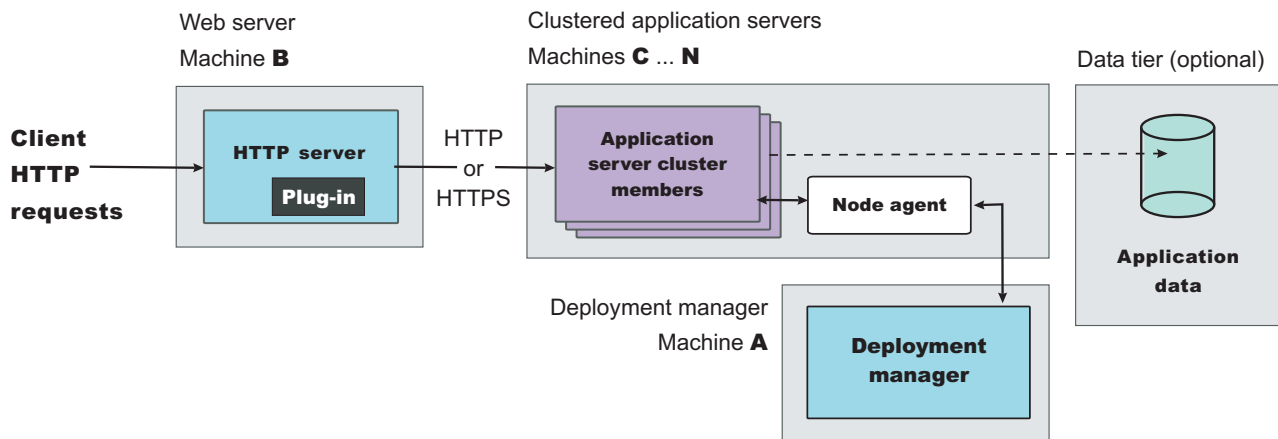 Web server
Machine B
Clustered application servers
Machines C ... N
Data tier (optional)
Client
HTTP
requests
HTTP server
Plug-in
HTTP
or
HTTPS
Application
server cluster
members
Node agent
Application
data
Deployment manager
Machine A
Deployment
manager